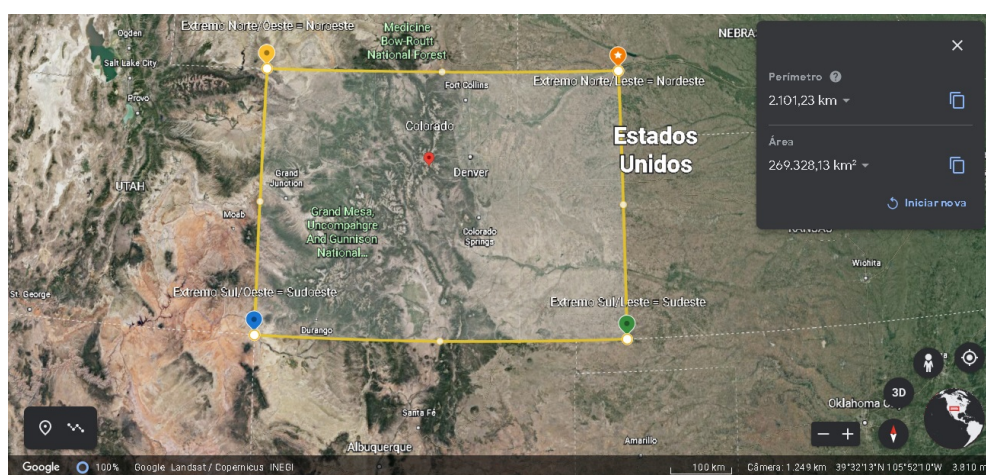 Extremo Norte/Oeste = Noroeste
Medicine
Bow-Routt
National Forest
Ogden
NEBRA
Salt Lake City
Provo
Fort Collins
Extremo Norte/Leste = Nordeste
Perímetro
2.101,23 km
Área
269.328,13 km²
Iniciar nova
Colorado
Estados
Unidos
Denver
Grand
Junction
UTAH
Moab
Grand Mesa,
Uncompahgre
And Gunnison
National...
Colorado
Springs
KANSAS
Wichita
St. George
Extremo Sul/Oeste = Sudoeste
Extremo Sul/Leste = Sudeste
Durango
Santa Fé
3D
Oklahoma C
Albuquerque
Amarillo
Google
100%
Google Landsat / Copernicus INEGI
100 km
Câmera: 1.249 km 39°32'13"N 105°52'10"W 3.810 m